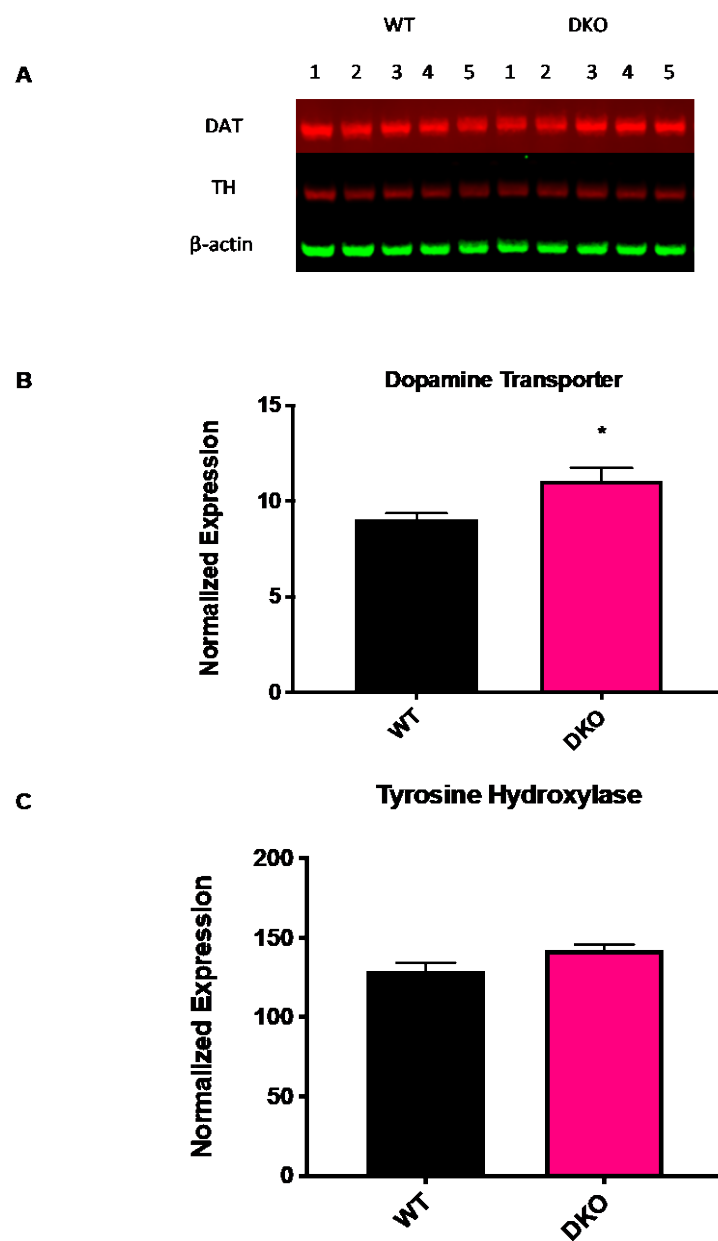 WT DKO
A
1 2 3 4 5 1 2 3 4 5
DAT
TH
β-actin
B
Dopamine Transporter
Normalized Expression
15
10
5
0
*
WT
DKO
C
Tyrosine Hydroxylase
Normalized Expression
200
150
100
50
0
WT
DKO